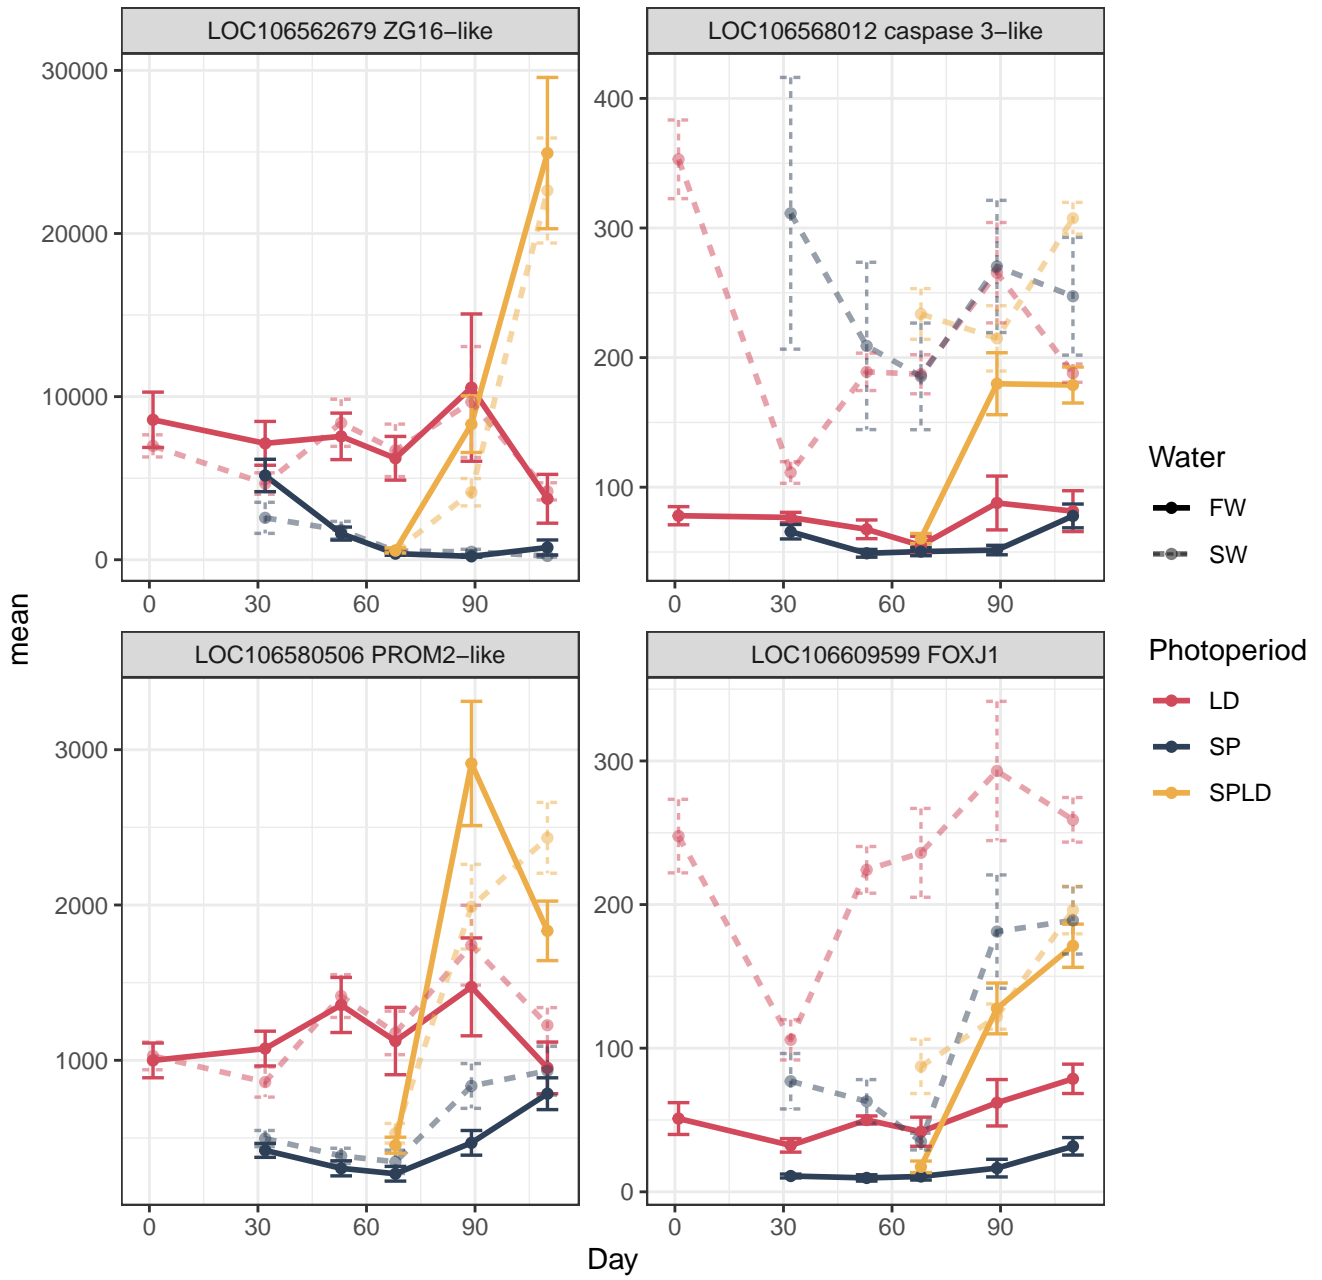 LOC106562679 ZG16−like
LOC106568012 caspase 3−like
30000
20000
10000
0
400
300
200
100
0 30 60 90
0 30 60 90
mean
LOC106580506 PROM2−like
LOC106609599 FOXJ1
3000
2000
1000
300
200
100
0
0 30 60 90
0 30 60 90
Day
Water
FW
SW
Photoperiod
LD
SP
SPLD